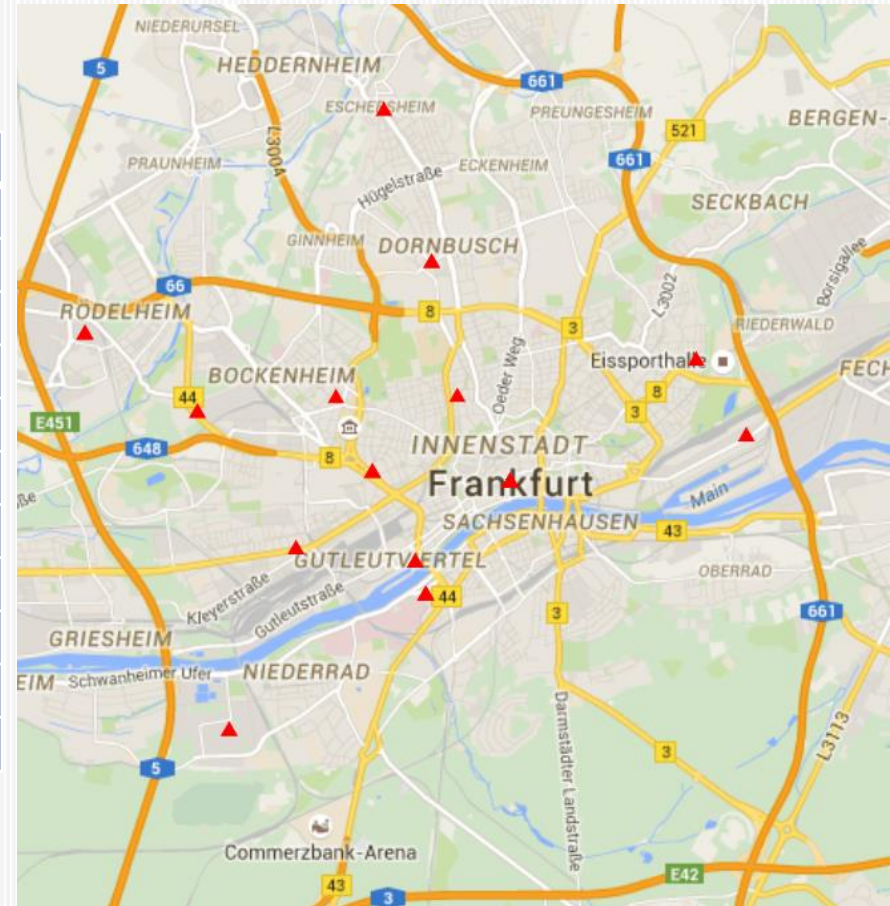 NIEDERURSEL
5
HEDDERNHEIM
661
ESCHERSHEIM
PREUNGESHEIM
BERGEN-
521
L3004
PRAUNHEIM
ECKENHEIM
661
Hügelstraße
SECKBACH
GINNHEIM
DORNBUSCH
Borsigallee
66
L3002
RÖDELHEIM
8
3
RIEDERWALD
Oeder Weg
Eissporthalle
FECH
BOCKENHEIM
8
44
3
E451
INNENSTADT
648
8
Frankfurt
Main
ße
SACHSENHAUSEN
43
GUTLEUTVIERTEL
OBERRAD
Kleyerstraße
Gutleutstraße
44
3
661
GRIESHEIM
EIM
Schwanheimer Ufer
NIEDERRAD
Darmstädter Landstraße
L3113
3
5
Commerzbank-Arena
E42
43
3